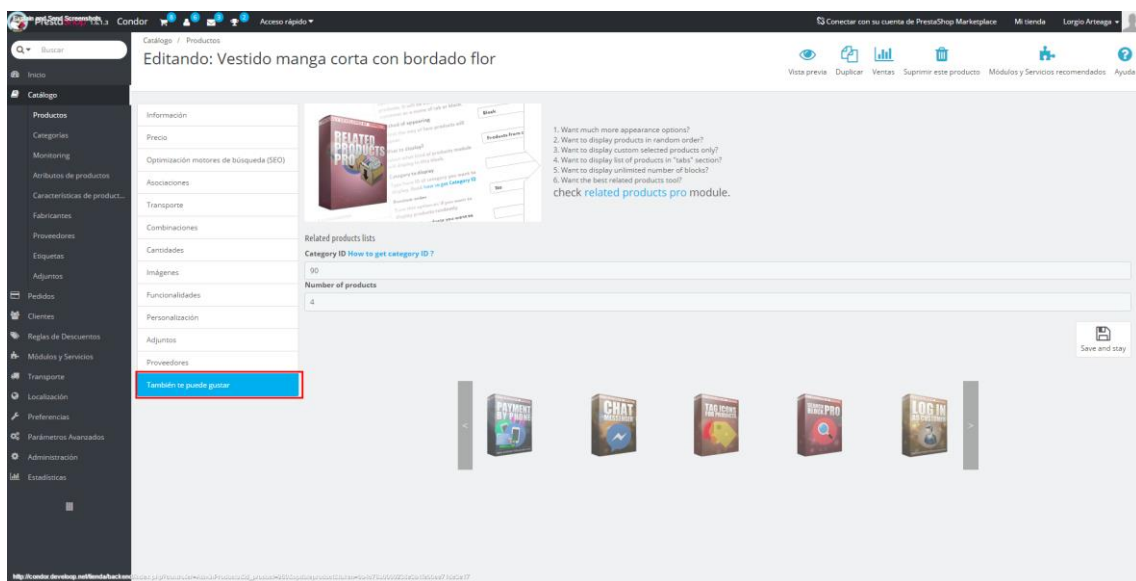 Condor
Acceso rápido
Conectar con su cuenta de PrestaShop Marketplace
Mi tienda
Lorgio Arteaga
Buscar
Catálogo / Productos
Editando: Vestido manga corta con bordado flor
Vista previa
Duplicar
Ventas
Suprimir este producto
Módulos y Servicios recomendados
Ayuda
Inicio
Catálogo
Productos
Categorías
Monitoring
Atributos de productos
Características de product...
Fabricantes
Proveedores
Etiquetas
Adjuntos
Pedidos
Clientes
Reglas de Descuentos
Módulos y Servicios
Transporte
Localización
Preferencias
Parámetros Avanzados
Administración
Estadísticas
Información
Precio
Optimización motores de búsqueda (SEO)
Asociaciones
Transporte
Combinaciones
Cantidades
Imágenes
Funcionalidades
Personalización
Adjuntos
Proveedores
También te puede gustar
RELATED
PRODUCTS
PRO
1. Want much more appearance options?
2. Want to display products in random order?
3. Want to display custom selected products only?
4. Want to display list of products in "tabs" section?
5. Want to display unlimited number of blocks?
6. Want the best related products tool?
check related products pro module.
Related products lists
Category ID How to get category ID ?
90
Number of products
4
Save and stay
<
PAYMENT
BY PHONE
CHAT
MESSENGER
TAG ICONS
FOR PRODUCTS
SEARCH
BLOCK PRO
LOG IN
AS CUSTOMER
>